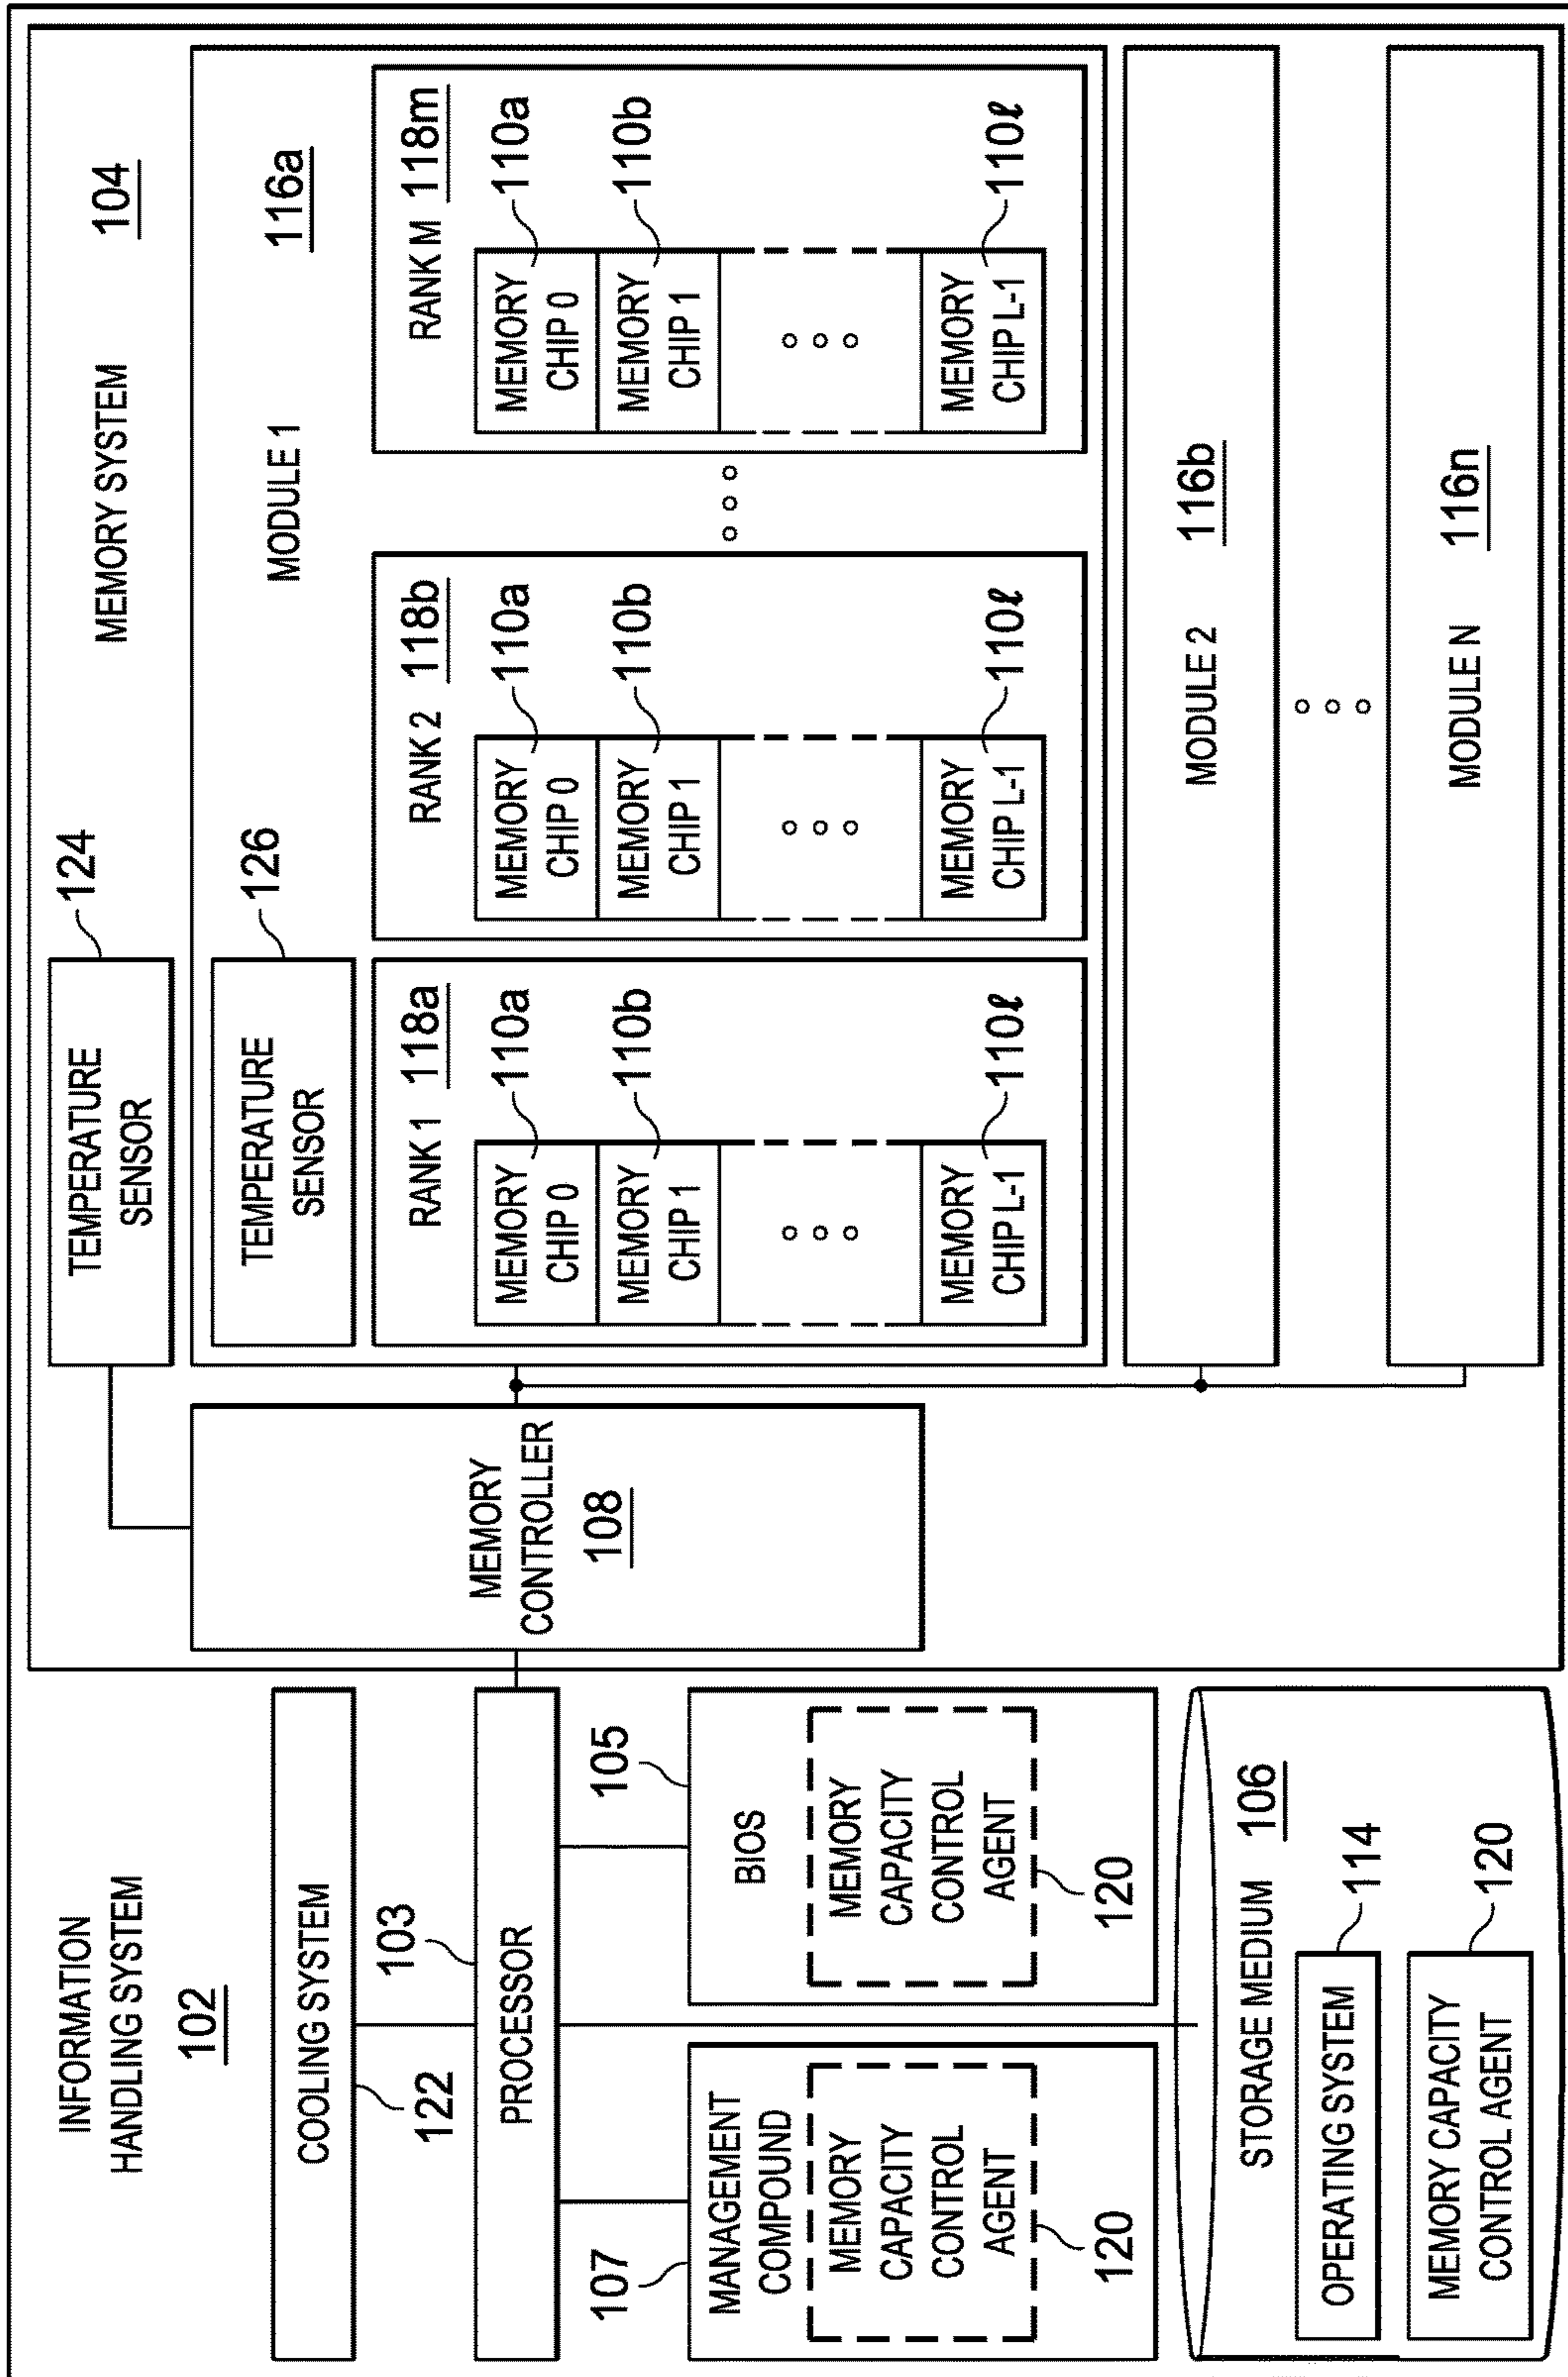 INFORMATION
HANDLING SYSTEM
102
COOLING SYSTEM
122
103
PROCESSOR
107
MANAGEMENT
COMPOUND
MEMORY
CAPACITY
CONTROL
AGENT
120
105
BIOS
MEMORY
CAPACITY
CONTROL
AGENT
120
STORAGE MEDIUM 106
OPERATING SYSTEM
114
MEMORY CAPACITY
CONTROL AGENT
120
MEMORY SYSTEM 104
MEMORY
CONTROLLER
108
TEMPERATURE
SENSOR
124
MODULE 1 116a
TEMPERATURE
SENSOR
126
RANK 1 118a
MEMORY
CHIP 0
110a
MEMORY
CHIP 1
110b
MEMORY
CHIP L-1
110ℓ
RANK 2 118b
MEMORY
CHIP 0
110a
MEMORY
CHIP 1
110b
MEMORY
CHIP L-1
110ℓ
RANK M 118m
MEMORY
CHIP 0
110a
MEMORY
CHIP 1
110b
MEMORY
CHIP L-1
110ℓ
MODULE 2 116b
MODULE N 116n